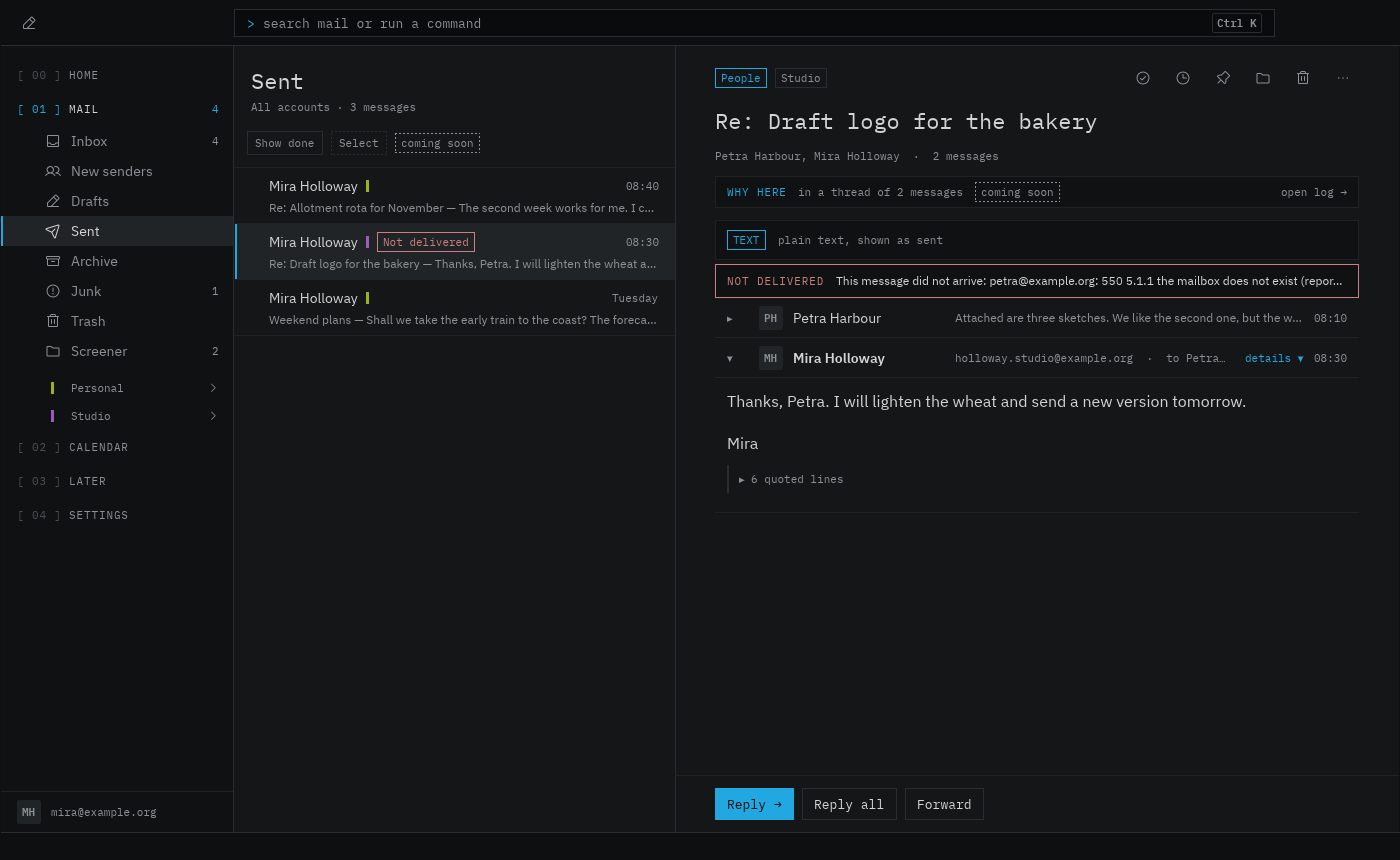 > search mail or run a command Ctrl K
[ 00 ] HOME
[ 01 ] MAIL 4
Inbox 4
New senders
Drafts
Sent
Archive
Junk 1
Trash
Screener 2
Personal
Studio
[ 02 ] CALENDAR
[ 03 ] LATER
[ 04 ] SETTINGS
MH mira@example.org
Sent
All accounts · 3 messages
Show done Select coming soon
Mira Holloway 08:40
Re: Allotment rota for November — The second week works for me. I c…
Mira Holloway Not delivered 08:30
Re: Draft logo for the bakery — Thanks, Petra. I will lighten the wheat a…
Mira Holloway Tuesday
Weekend plans — Shall we take the early train to the coast? The foreca…
People Studio
Re: Draft logo for the bakery
Petra Harbour, Mira Holloway · 2 messages
WHY HERE in a thread of 2 messages coming soon open log →
TEXT plain text, shown as sent
NOT DELIVERED This message did not arrive: petra@example.org: 550 5.1.1 the mailbox does not exist (repor…
▸ PH Petra Harbour Attached are three sketches. We like the second one, but the w… 08:10
▾ MH Mira Holloway holloway.studio@example.org · to Petra… details ▾ 08:30
Thanks, Petra. I will lighten the wheat and send a new version tomorrow.
Mira
▸ 6 quoted lines
Reply → Reply all Forward